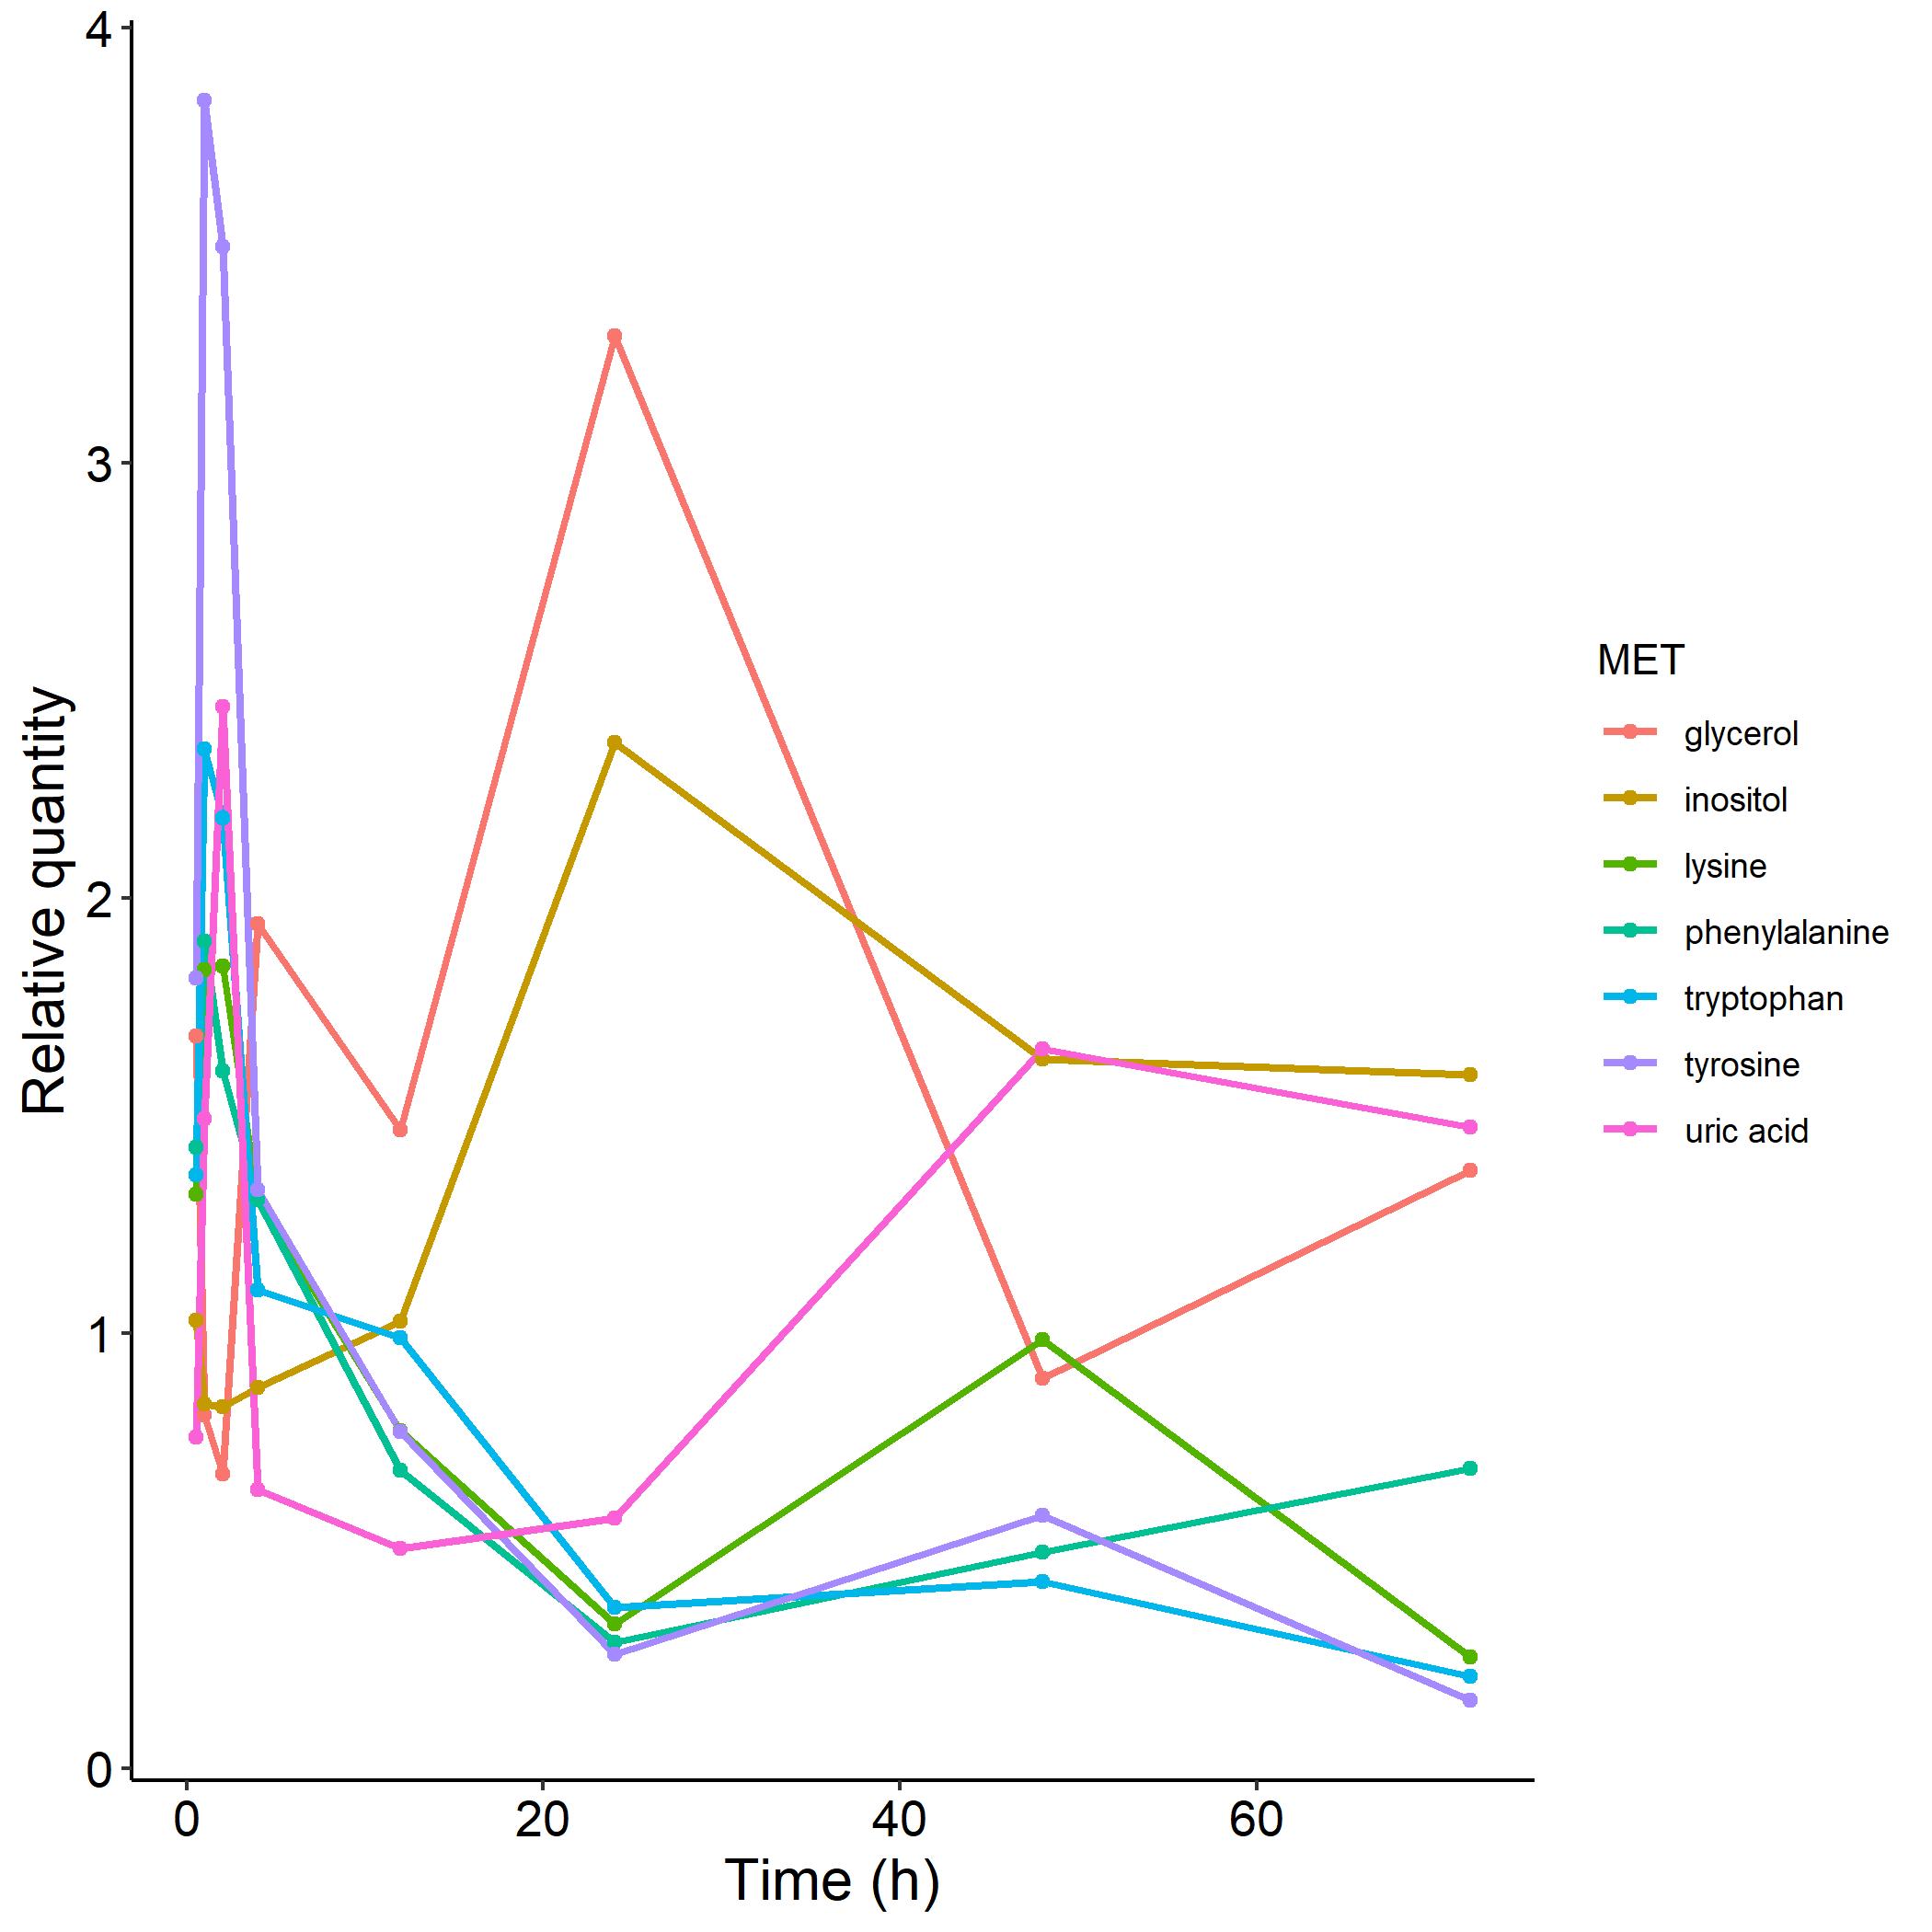 4
3
2
1
0
Relative quantity
0 20 40 60
Time (h)
MET
glycerol
inositol
lysine
phenylalanine
tryptophan
tyrosine
uric acid